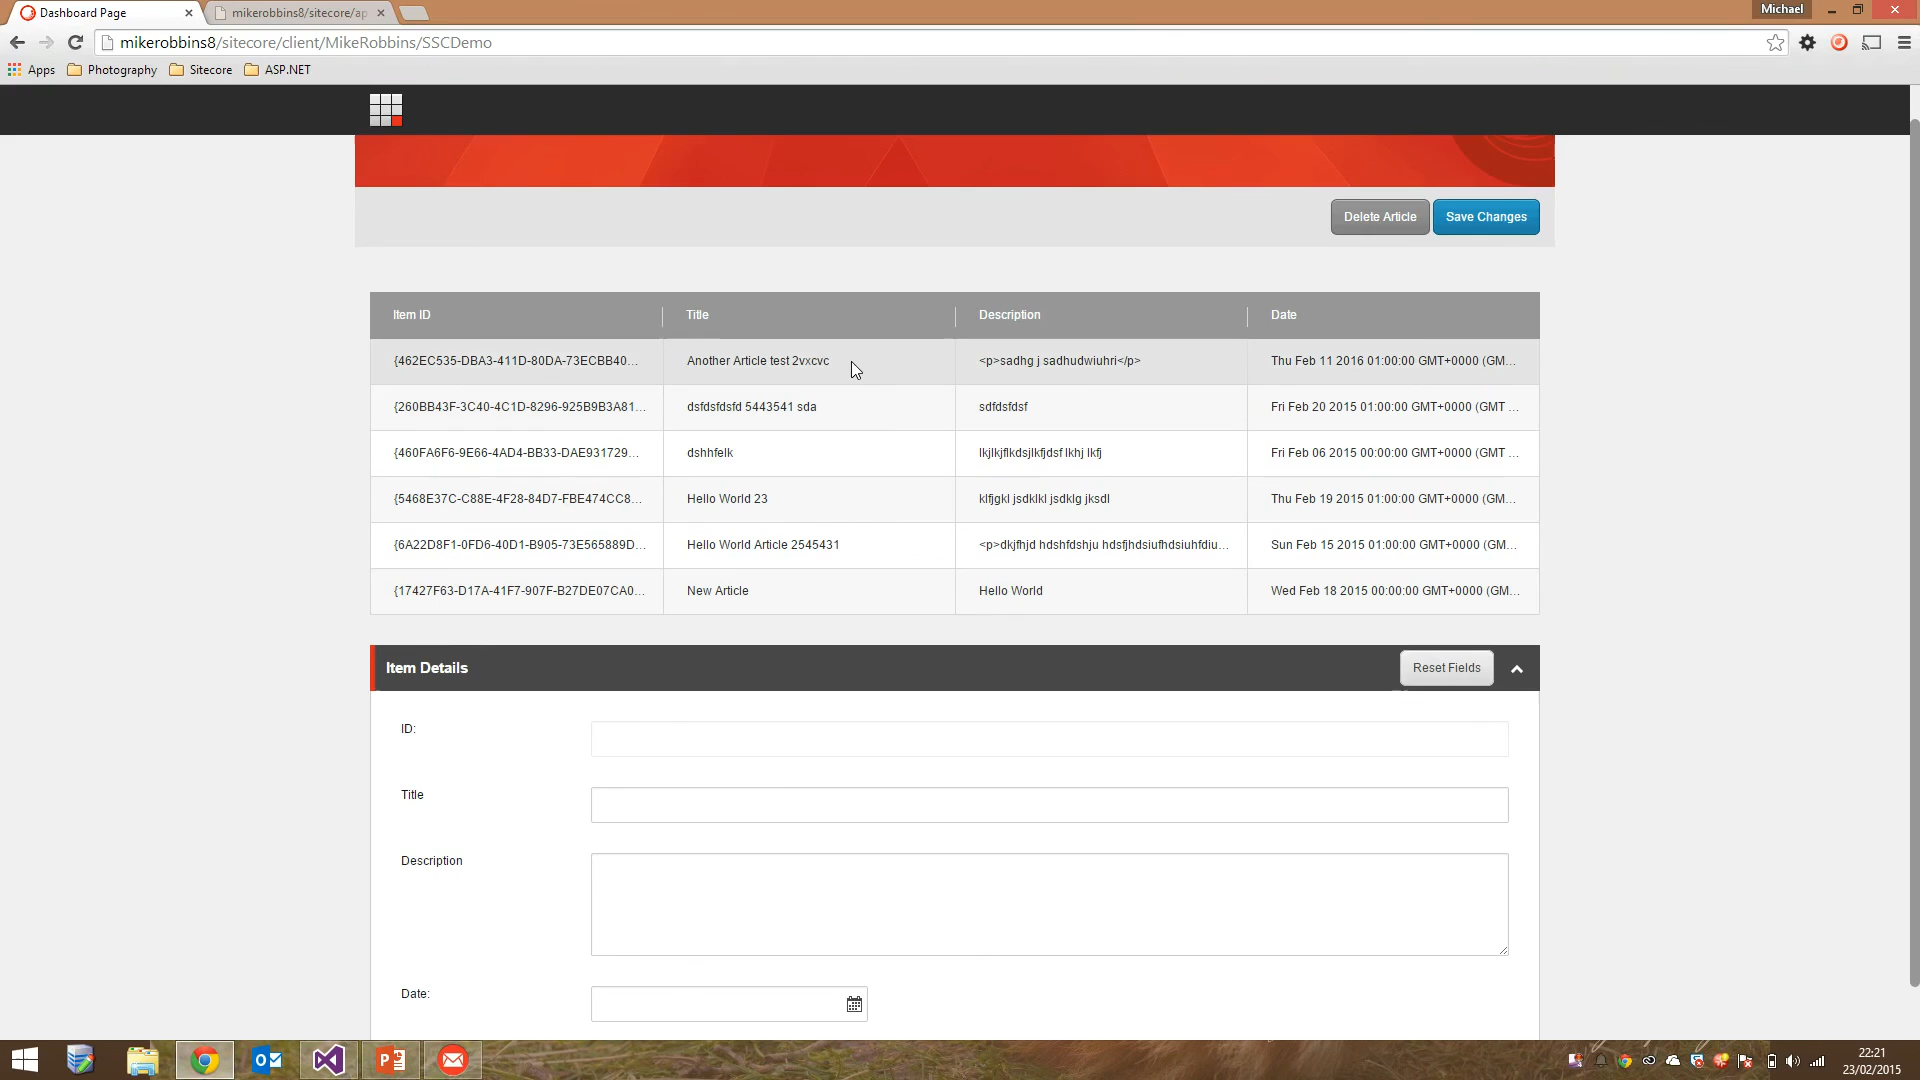 Dashboard Page
mikerobbins8/sitecore/ap
Michael
mikerobbins8/sitecore/client/MikeRobbins/SSCDemo
Apps Photography Sitecore ASP.NET
Delete Article Save Changes
Item ID Title Description Date
{462EC535-DBA3-411D-80DA-73ECBB40... Another Article test 2vxcvc <p>sadhg j sadhudwiuhri</p> Thu Feb 11 2016 01:00:00 GMT+0000 (GM...
{260BB43F-3C40-4C1D-8296-925B9B3A81... dsfdsfdsfd 5443541 sda sdfdsfdsf Fri Feb 20 2015 01:00:00 GMT+0000 (GMT ...
{460FA6F6-9E66-4AD4-BB33-DAE931729... dshhfelk lkjlkjflkdsjlkfjdsf lkhj lkfj Fri Feb 06 2015 00:00:00 GMT+0000 (GMT ...
{5468E37C-C88E-4F28-84D7-FBE474CC8... Hello World 23 klfjgkl jsdklkl jsdklg jksdl Thu Feb 19 2015 01:00:00 GMT+0000 (GM...
{6A22D8F1-0FD6-40D1-B905-73E565889D... Hello World Article 2545431 <p>dkjfhjd hdshfdshju hdsfjhdsiufhdsiuhfdiu... Sun Feb 15 2015 01:00:00 GMT+0000 (GM...
{17427F63-D17A-41F7-907F-B27DE07CA0... New Article Hello World Wed Feb 18 2015 00:00:00 GMT+0000 (GM...
Item Details Reset Fields
ID:
Title
Description
Date:
22:21
23/02/2015